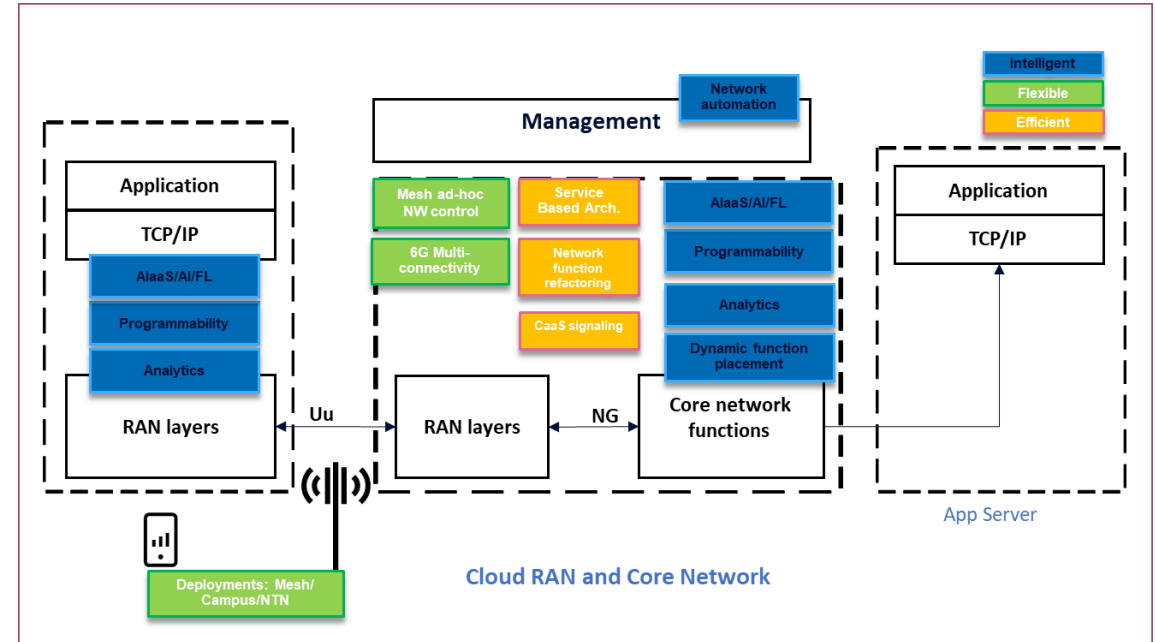 Intelligent
Flexible
Efficient
Network
automation
Management
Application
TCP/IP
AIaaS/AI/FL
Programmability
Analytics
RAN layers
Uu
Mesh ad-hoc
NW control
6G Multi-
connectivity
Service
Based Arch.
Network
function
refactoring
CaaS signaling
AIaaS/AI/FL
Programmability
Analytics
Dynamic function
placement
RAN layers
NG
Core network
functions
Application
TCP/IP
App Server
Deployments: Mesh/
Campus/NTN
Cloud RAN and Core Network